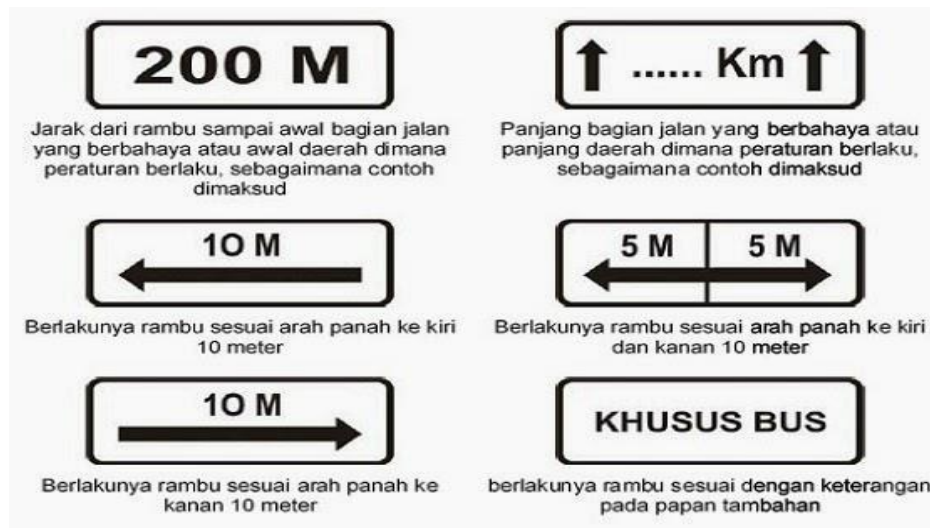 200 M
Jarak dari rambu sampai awal bagian jalan
yang berbahaya atau awal daerah dimana
peraturan berlaku, sebagaimana contoh
dimaksud
...... Km
Panjang bagian jalan yang berbahaya atau
panjang daerah dimana peraturan berlaku,
sebagaimana contoh dimaksud
10 M
Berlakunya rambu sesuai arah panah ke kiri
10 meter
5 M 5 M
Berlakunya rambu sesuai arah panah ke kiri
dan kanan 10 meter
10 M
Berlakunya rambu sesuai arah panah ke
kanan 10 meter
KHUSUS BUS
berlakunya rambu sesuai dengan keterangan
pada papan tambahan